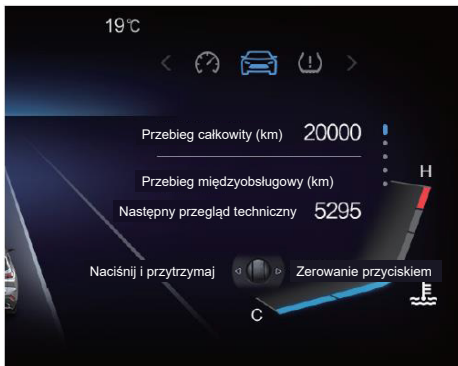 19℃
Przebieg całkowity (km) 20000
Przebieg międzyobsługowy (km)
H
Następny przegląd techniczny 5295
Naciśnij i przytrzymaj Zerowanie przyciskiem
C